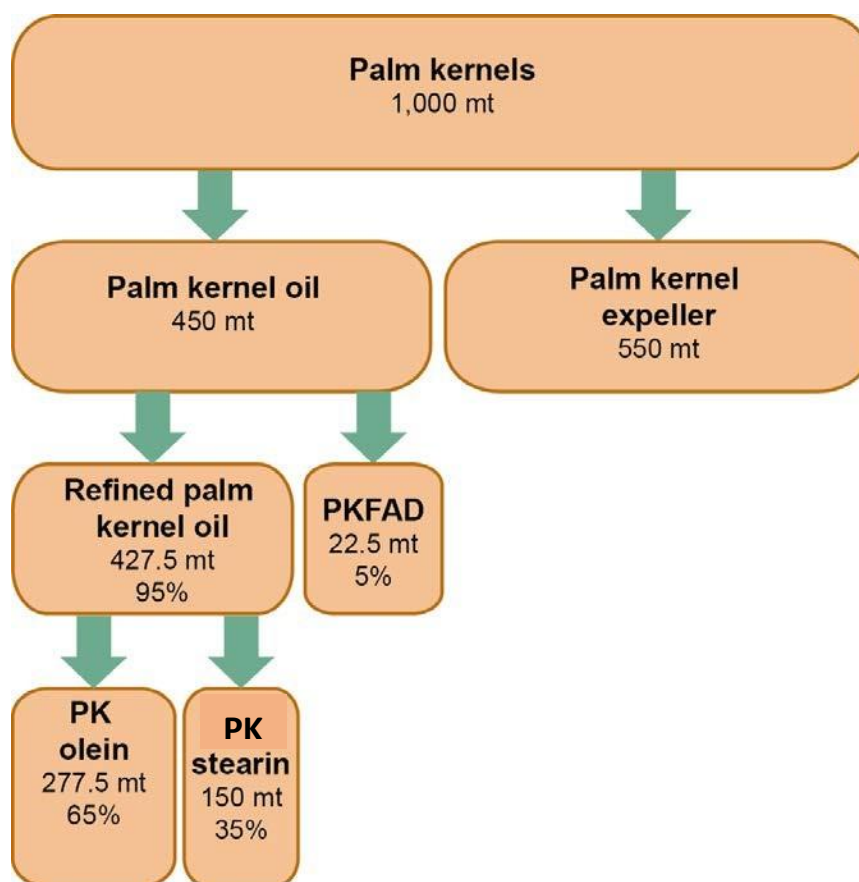 Palm kernels
1,000 mt
Palm kernel oil
450 mt
Palm kernel
expeller
550 mt
Refined palm
kernel oil
427.5 mt
95%
PKFAD
22.5 mt
5%
PK
olein
277.5 mt
65%
PK
stearin
150 mt
35%